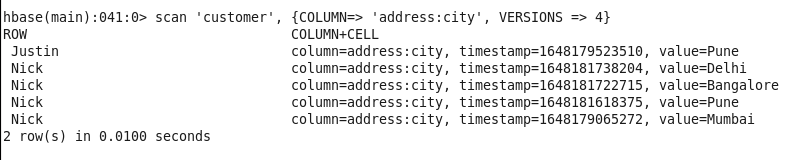 hbase(main):041:0> scan 'customer', {COLUMN=> 'address:city', VERSIONS => 4}
ROW                                COLUMN+CELL
 Justin                            column=address:city, timestamp=1648179523510, value=Pune
 Nick                              column=address:city, timestamp=1648181738204, value=Delhi
 Nick                              column=address:city, timestamp=1648181722715, value=Bangalore
 Nick                              column=address:city, timestamp=1648181618375, value=Pune
 Nick                              column=address:city, timestamp=1648179065272, value=Mumbai
2 row(s) in 0.0100 seconds